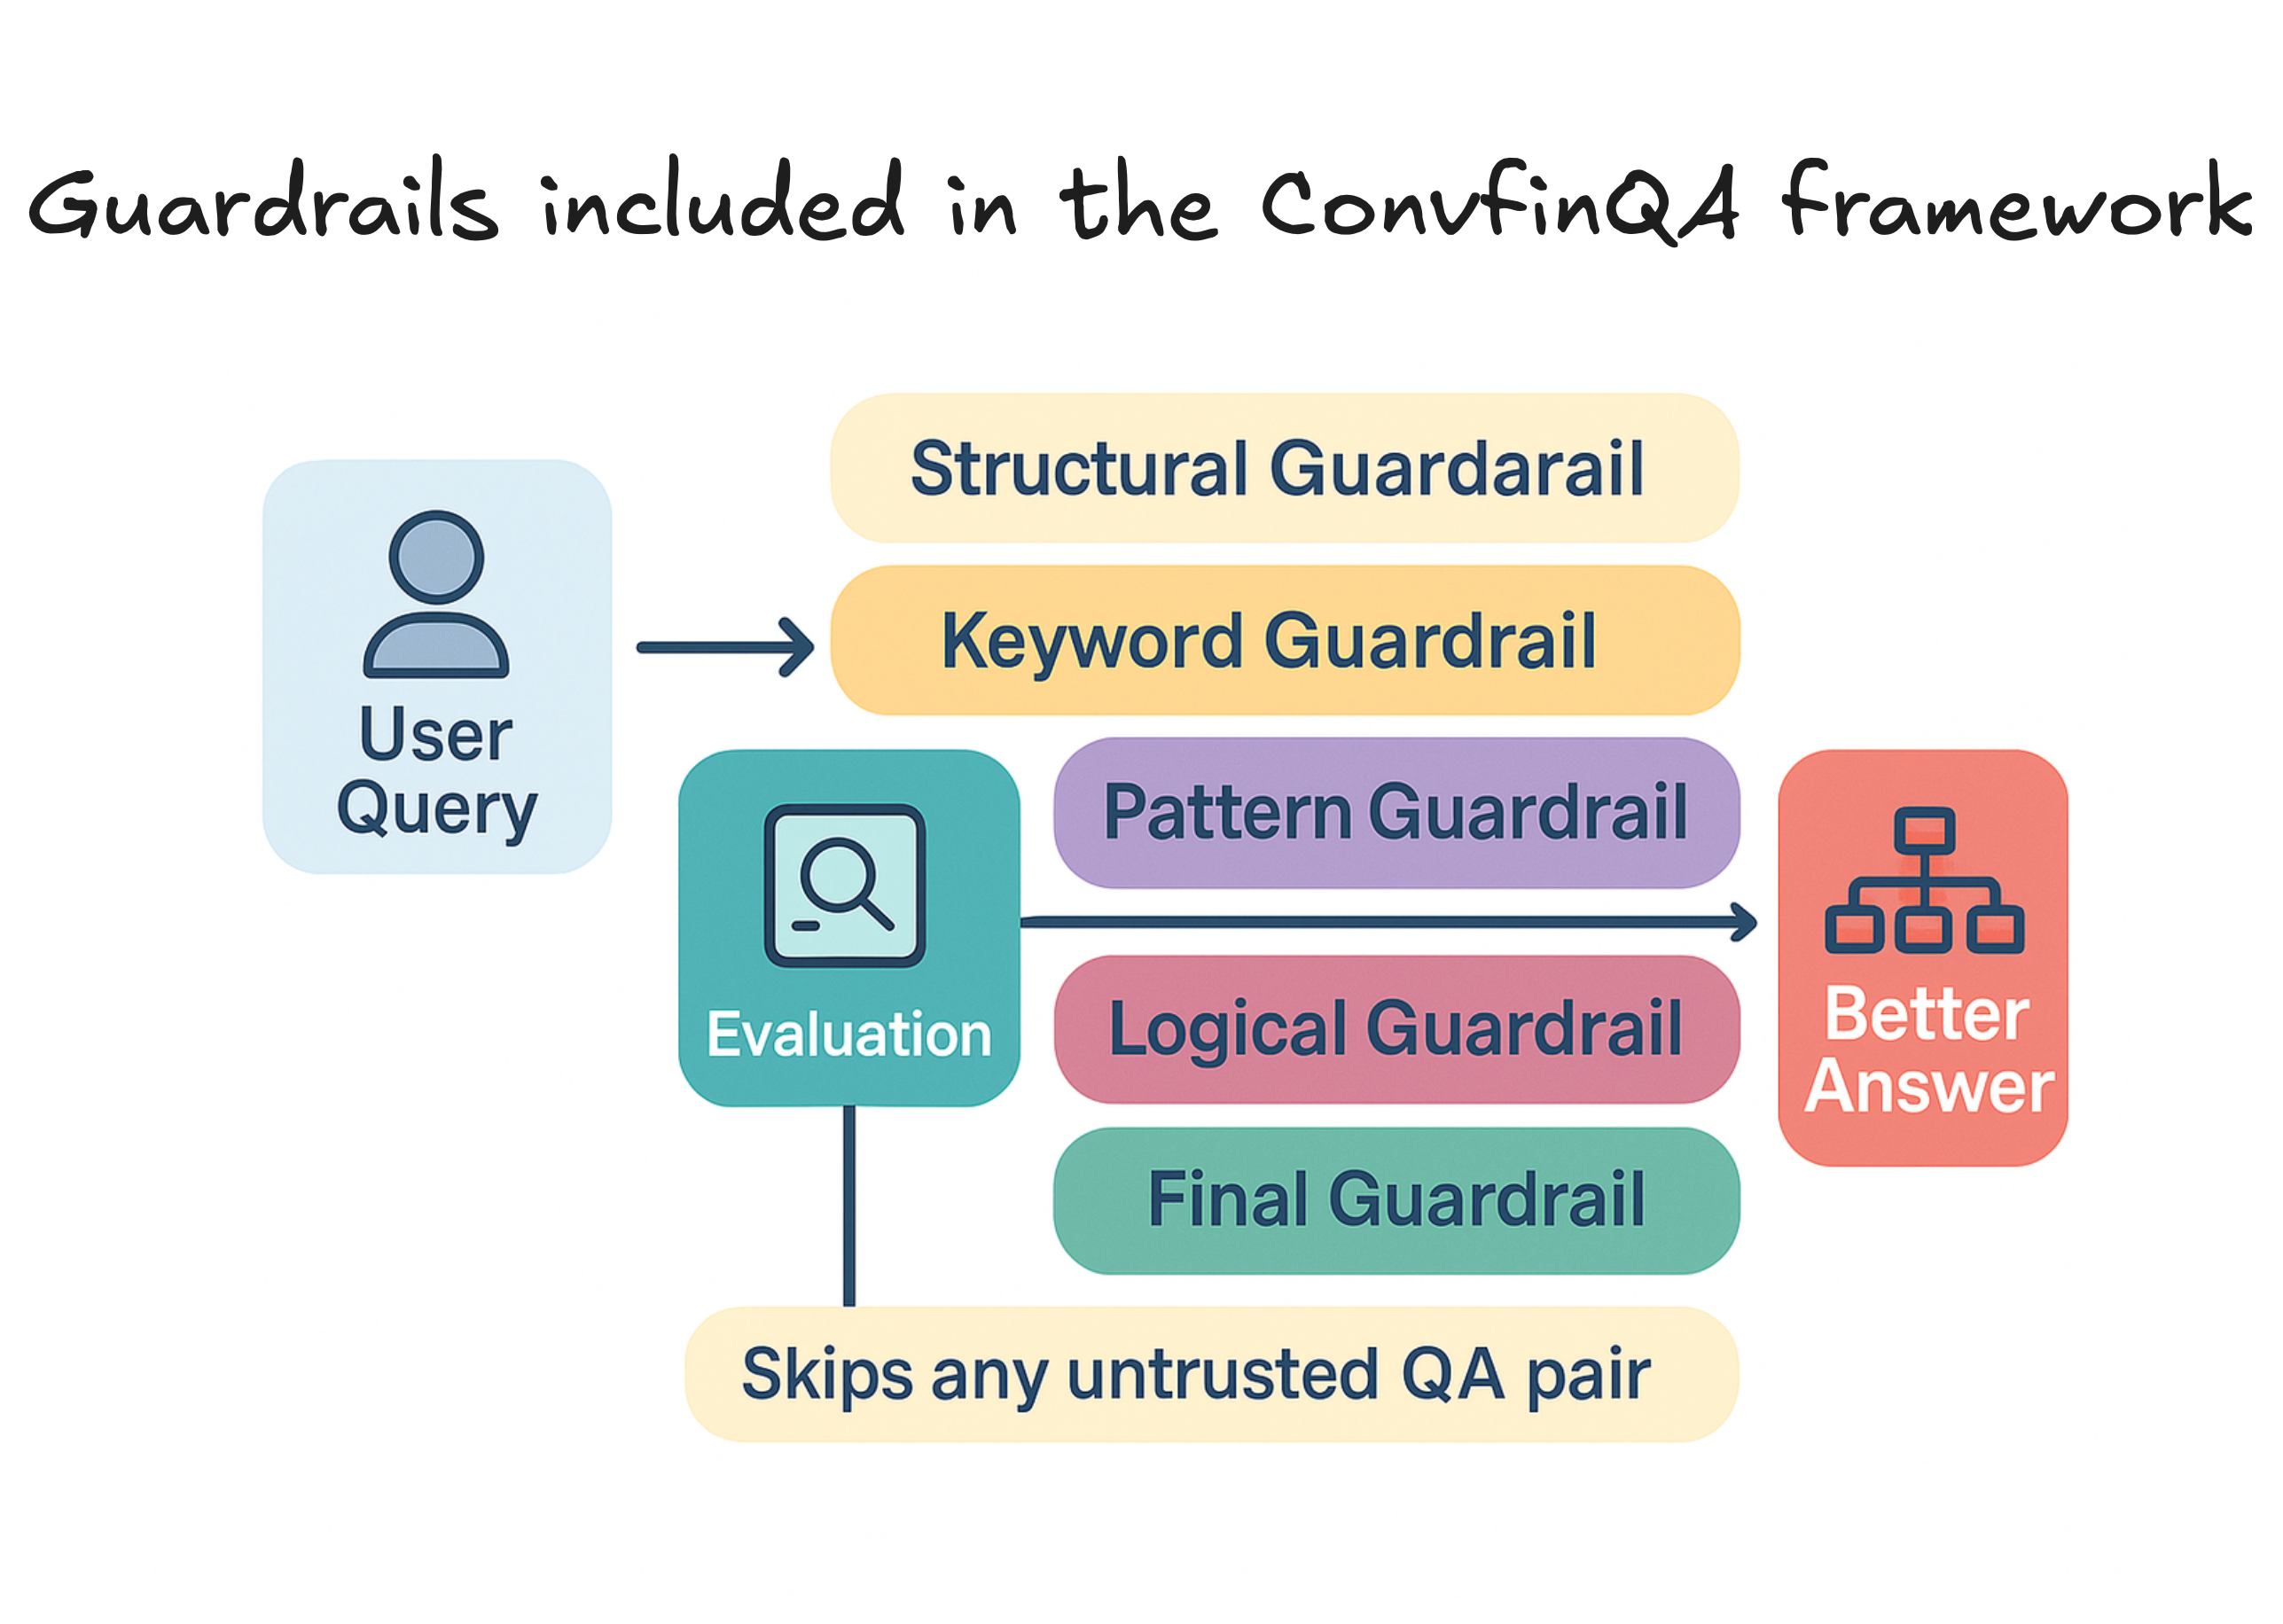 Guardrails included in the ConvfinQA framework
Structural Guardarail
Keyword Guardrail
User
Query
Pattern Guardrail
Evaluation
Logical Guardrail
Better
Answer
Final Guardrail
Skips any untrusted QA pair